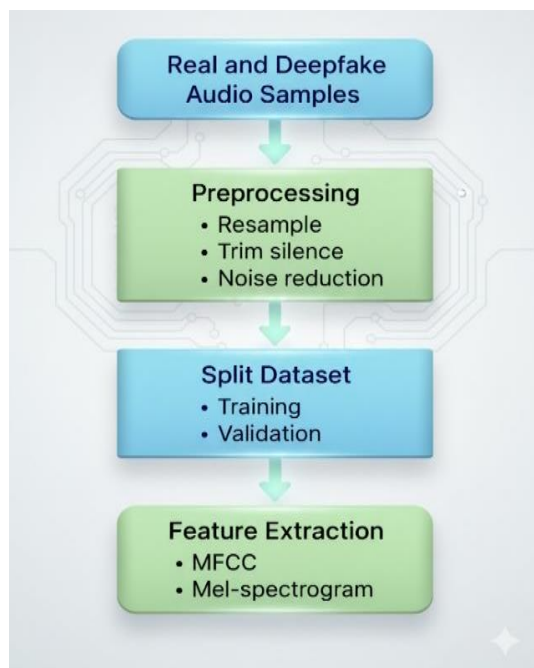 Real and Deepfake
Audio Samples
Preprocessing
• Resample
• Trim silence
• Noise reduction
Split Dataset
• Training
• Validation
Feature Extraction
• MFCC
• Mel-spectrogram